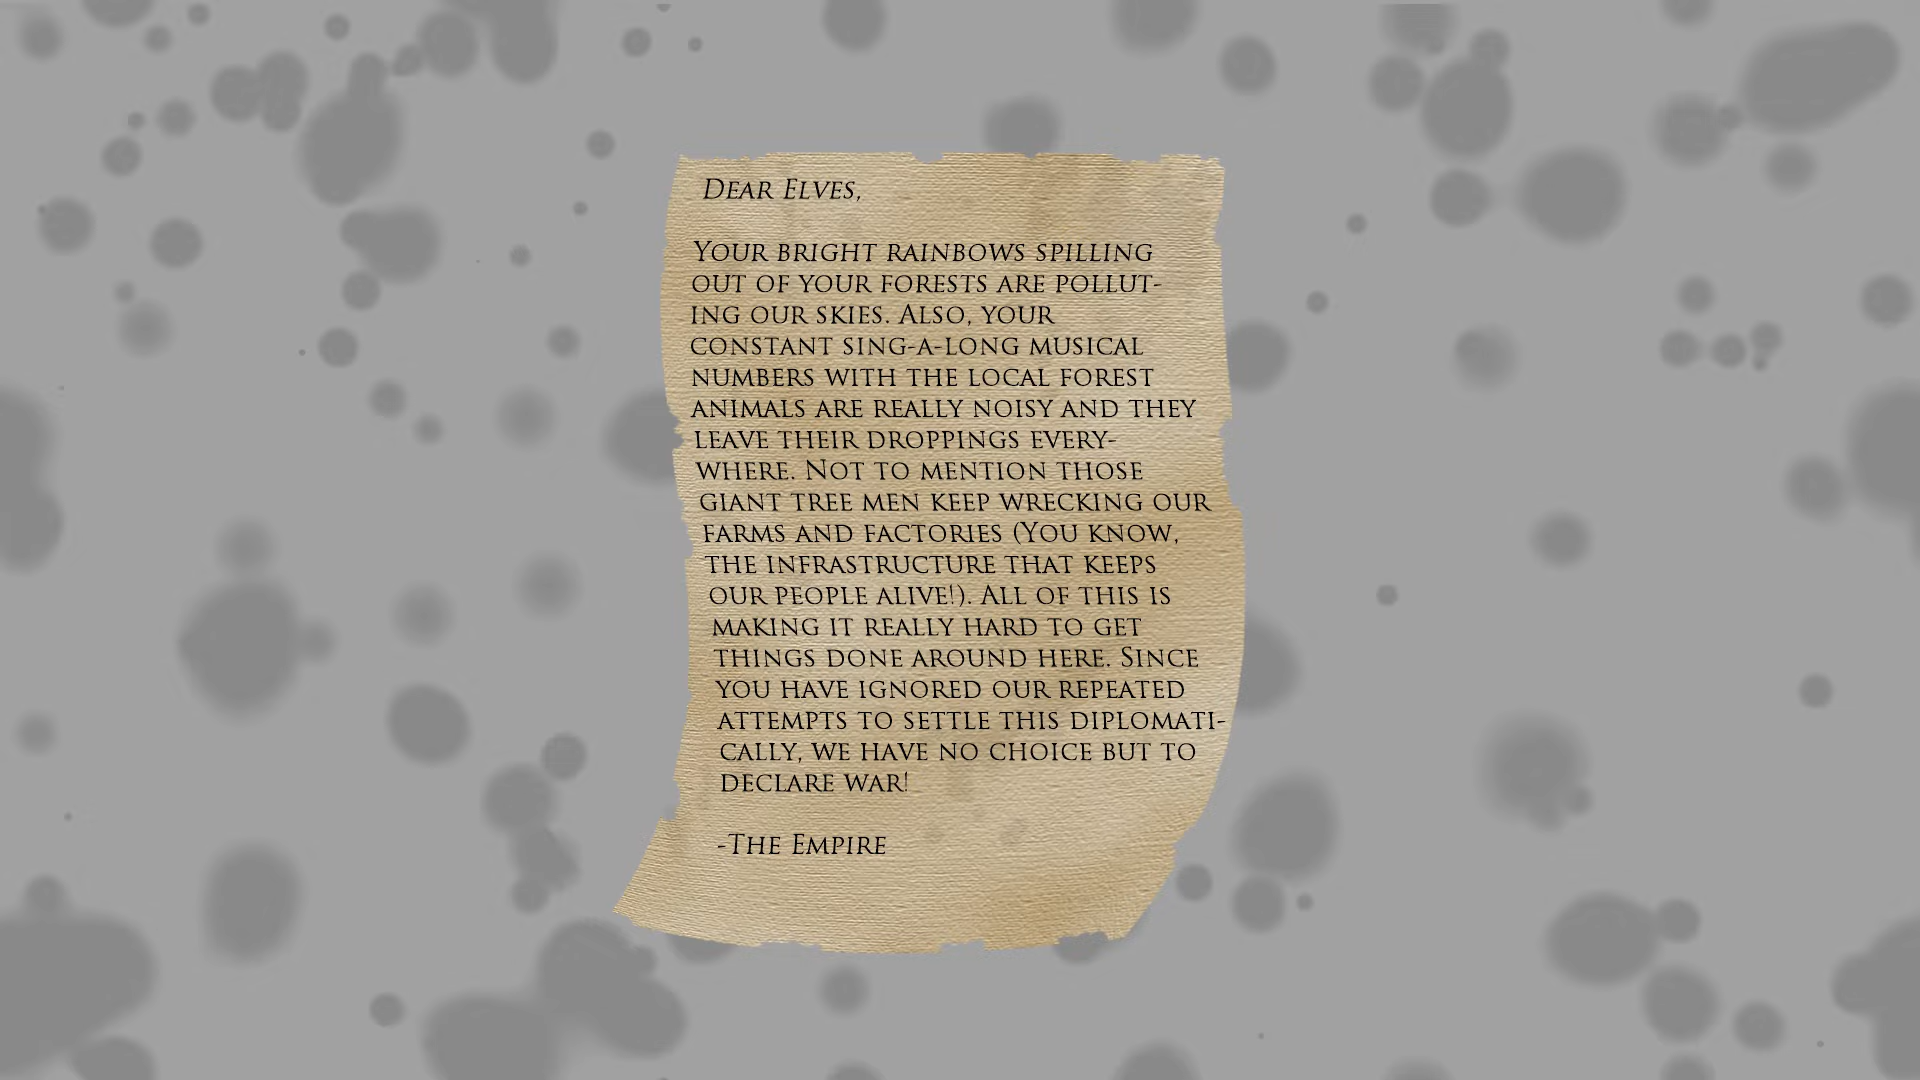 Dear Elves,
Your bright rainbows spilling
out of your forests are pollut-
ing our skies. Also, your
constant sing-a-long musical
numbers with the local forest
animals are really noisy and they
leave their droppings every-
where. Not to mention those
giant tree men keep wrecking our
farms and factories (You know,
the infrastructure that keeps
our people alive!). All of this is
making it really hard to get
things done around here. Since
you have ignored our repeated
attempts to settle this diplomati-
cally, we have no choice but to
declare war!
-The Empire